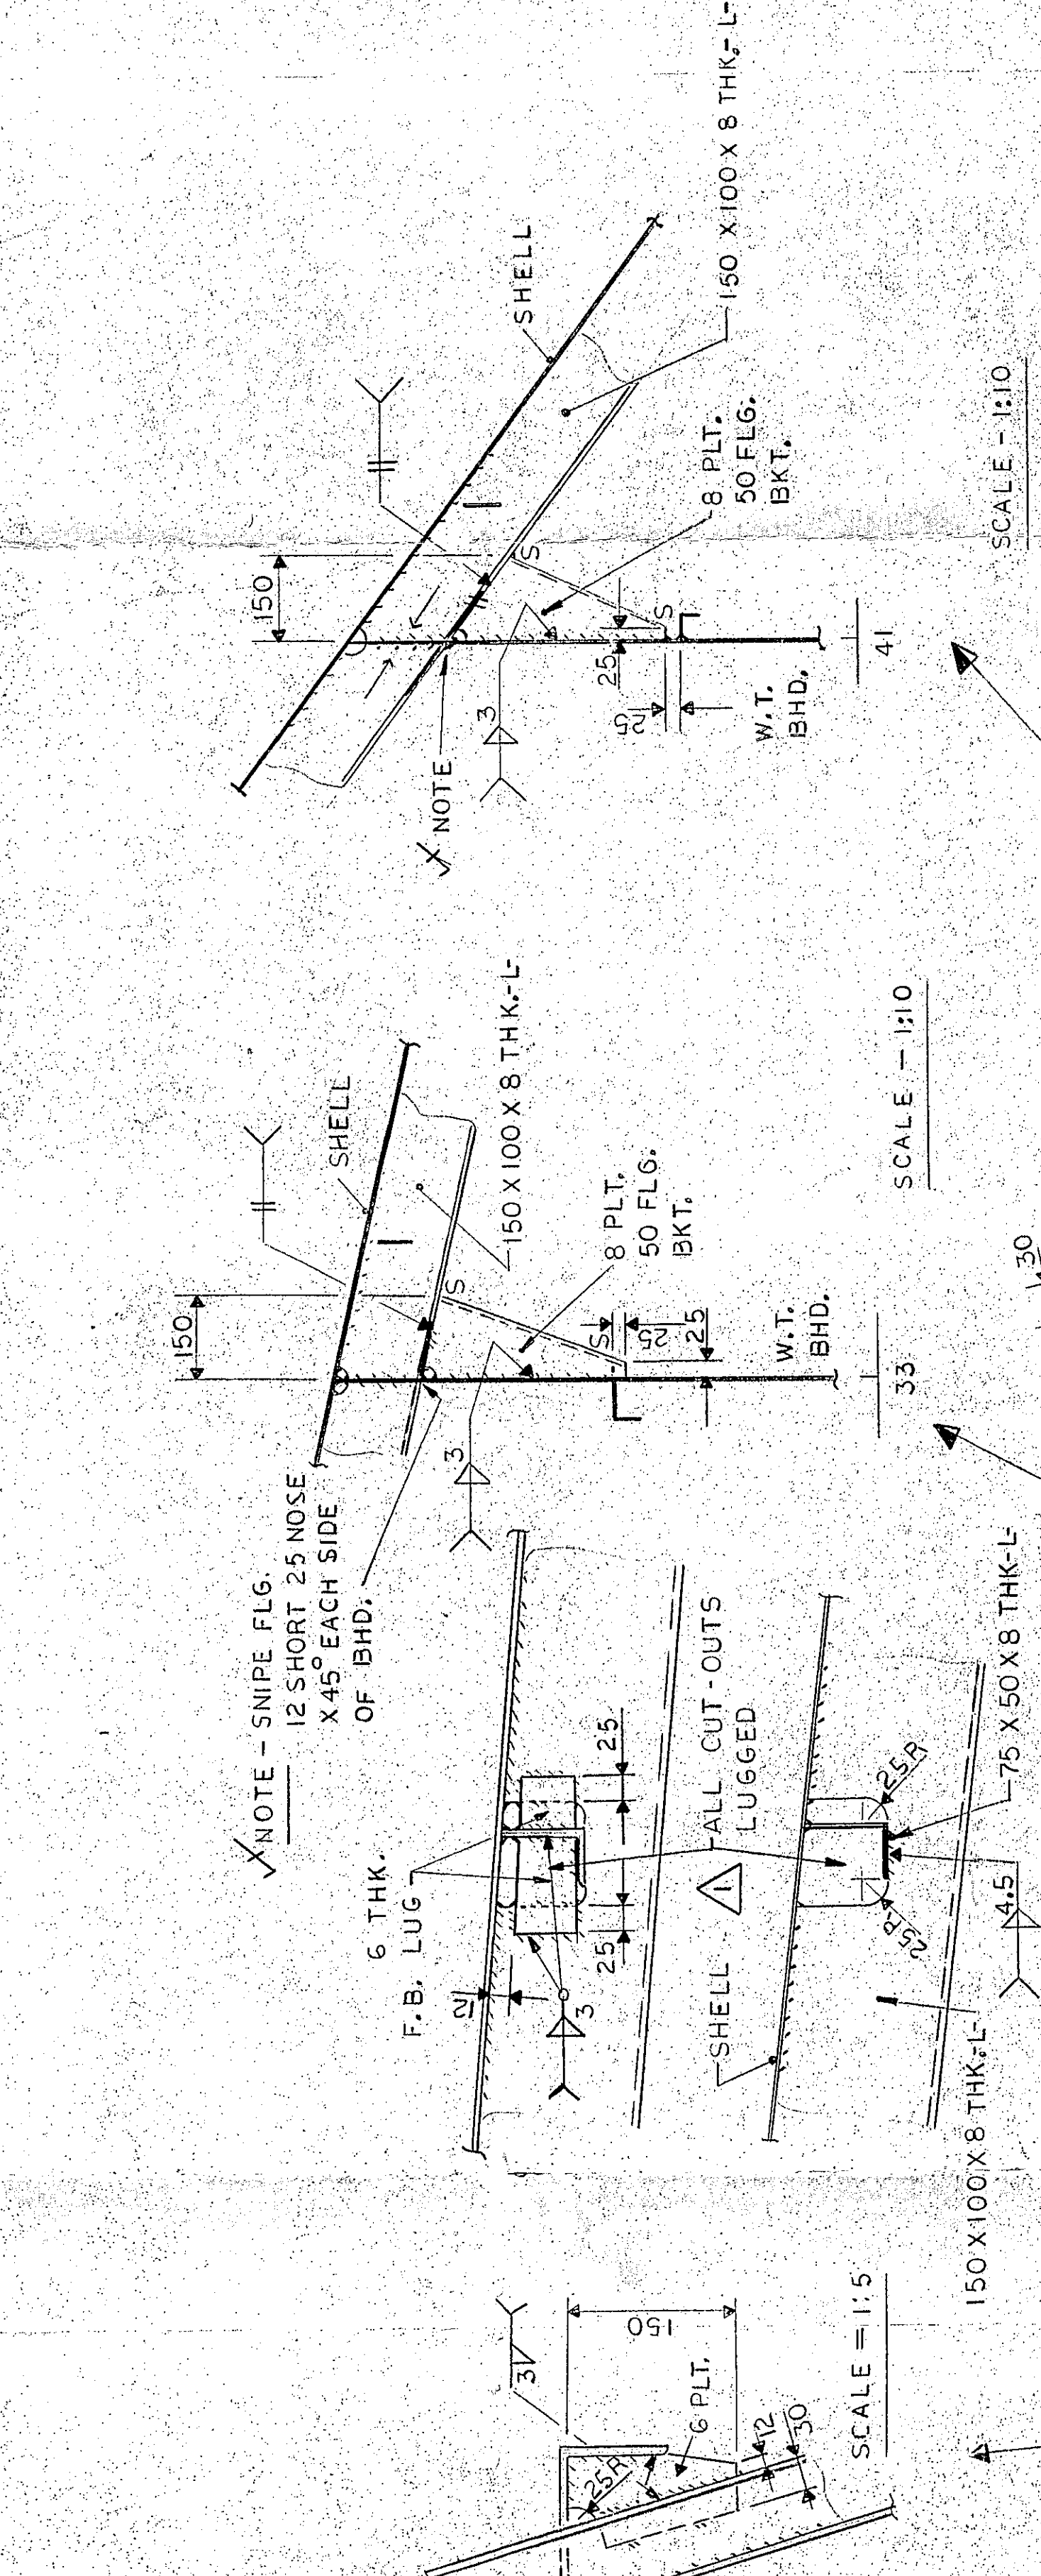 150
SHELL
150 X 100 X 8 THK.-L-
S
8 PLT.
50 FLG.
BKT.
S
25
25
3
NOTE
W.T.
BHD.
41
SCALE - 1:10
150
SHELL
150 X 100 X 8 THK.-L-
S
8 PLT.
50 FLG.
BKT.
S
25
25
3
W.T.
BHD.
33
SCALE - 1:10
30
NOTE - SNIPE FLG.
12 SHORT 25 NOSE
X 45° EACH SIDE
OF BHD.
6 THK.
F.B. LUG
12
25
25
3
ALL CUT-OUTS
LUGGED
1
SHELL
25R
25R
75 X 50 X 8 THK-L-
4.5
150 X 100 X 8 THK.-L-
3
150
25R
6 PLT.
12
30
SCALE = 1:5